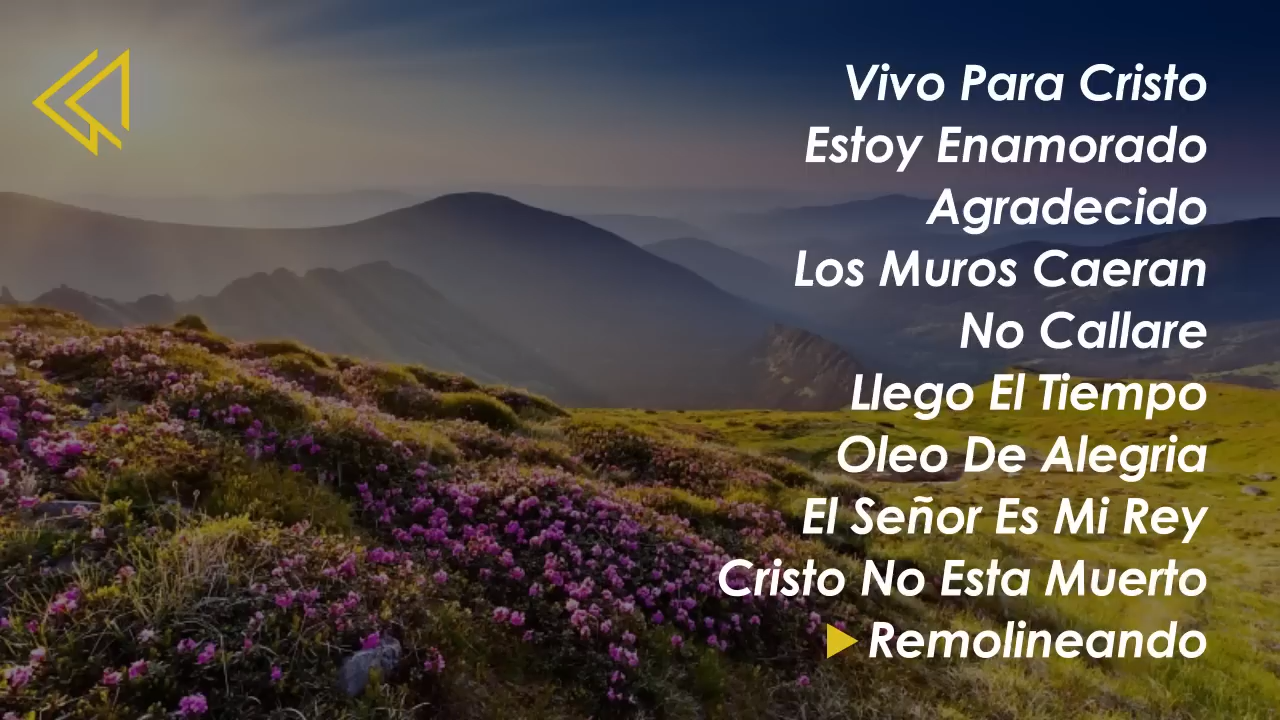 Vivo Para Cristo
Estoy Enamorado
Agradecido
Los Muros Caeran
No Callare
Llego El Tiempo
Oleo De Alegria
El Señor Es Mi Rey
Cristo No Esta Muerto
Remolineando